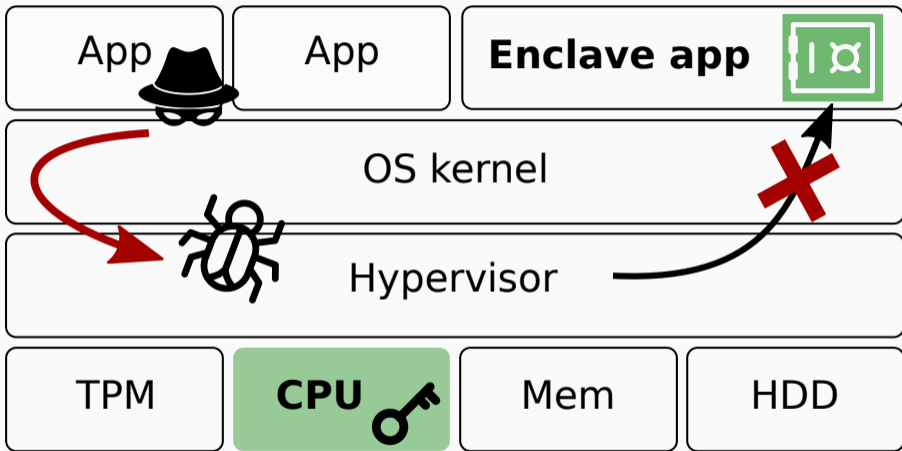 App
App
Enclave app
OS kernel
Hypervisor
TPM
CPU
Mem
HDD